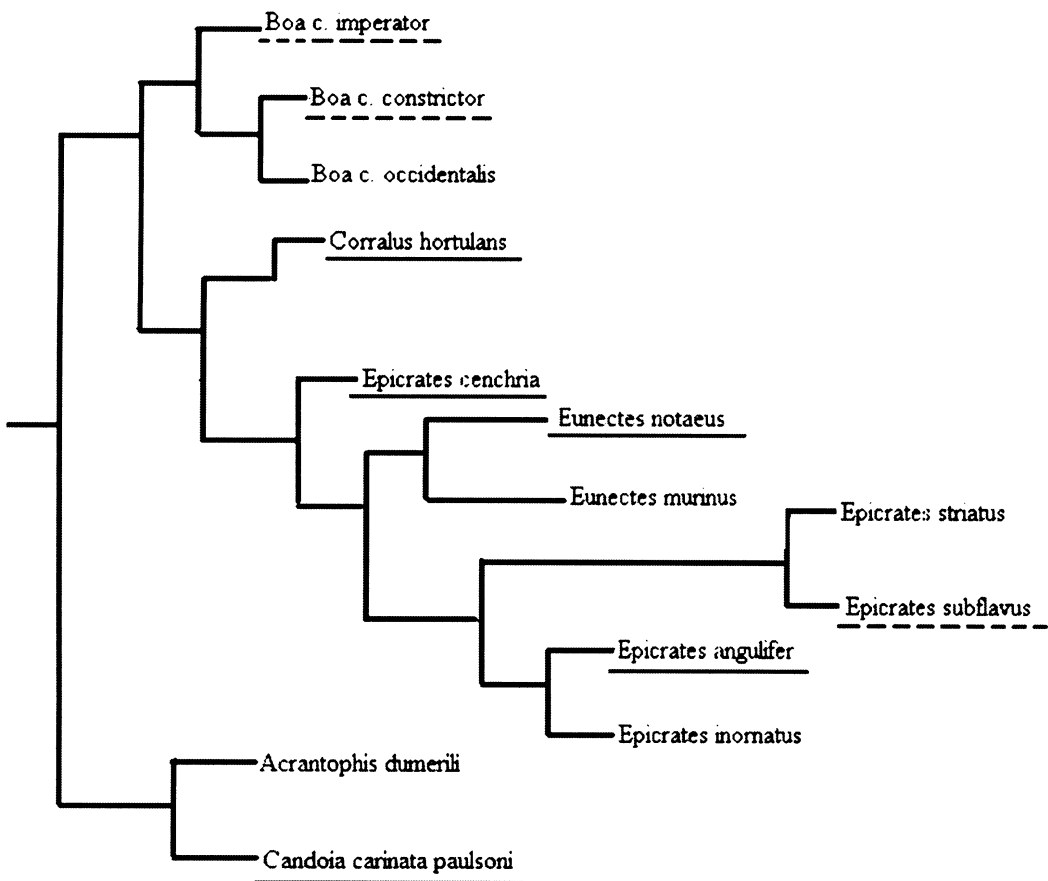 Boa c. imperator
Boa c. constrictor
Boa c. occidentalis
Corralus hortulans
Epicrates cenchria
Eunectes notaeus
Eunectes murinus
Epicrates striatus
Epicrates subflavus
Epicrates angulifer
Epicrates inornatus
Acrantophis dumerili
Candoia carinata paulsoni